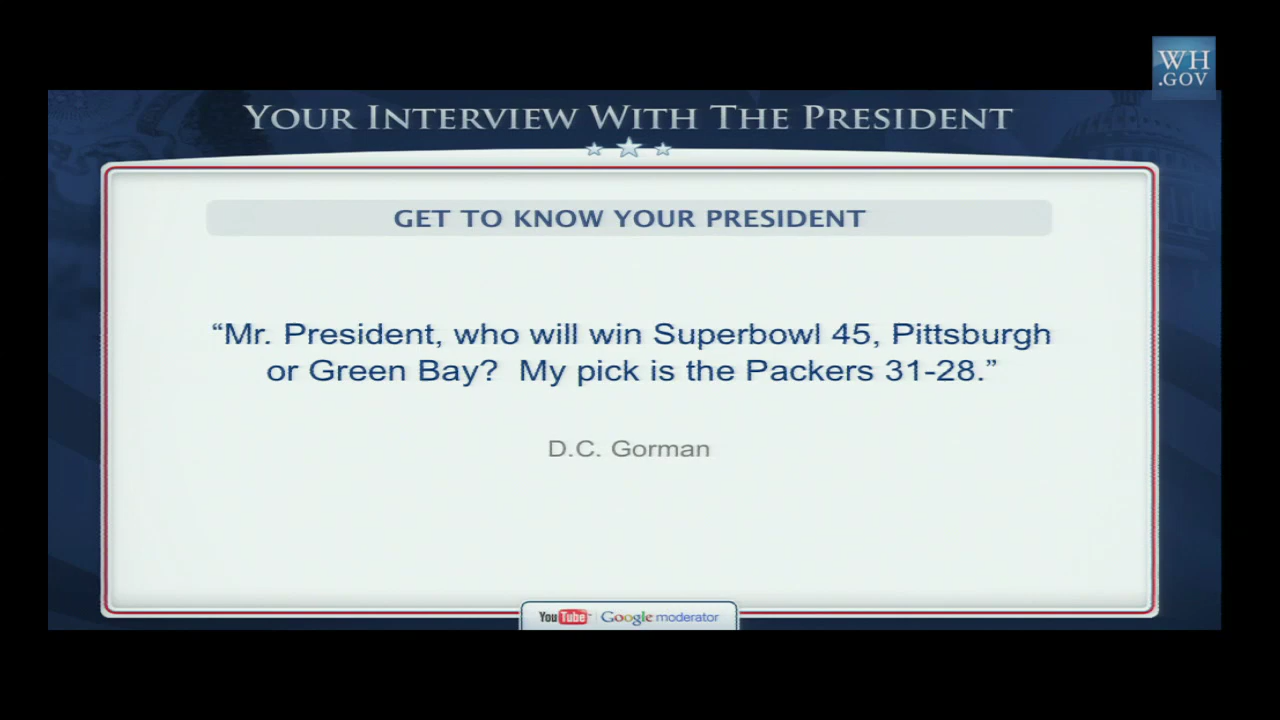 WH
.GOV
YOUR INTERVIEW WITH THE PRESIDENT
GET TO KNOW YOUR PRESIDENT
“Mr. President, who will win Superbowl 45, Pittsburgh
or Green Bay?  My pick is the Packers 31-28.”
D.C. Gorman
YouTube Google moderator